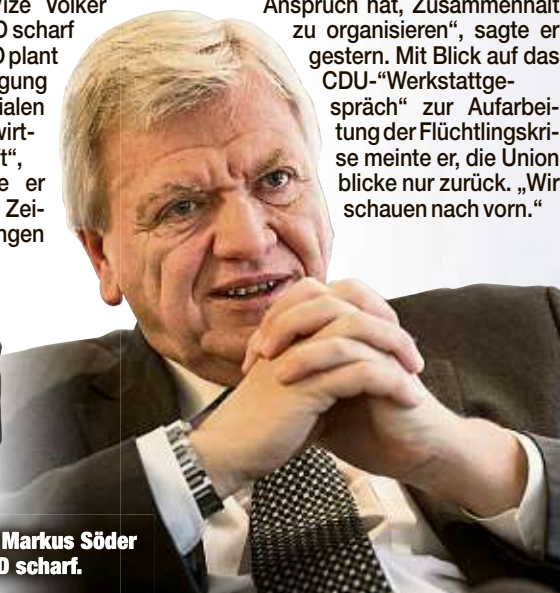 ize Volker
D scharf
D plant
gung
ialen
wirt-
ft“,
e er
Zei-
ngen
Anspruch hat, Zusammenhalt
zu organisieren“, sagte er
gestern. Mit Blick auf das
CDU-“Werkstattge-
spräch“ zur Aufarbei-
tung der Flüchtlingskri-
se meinte er, die Union
blicke nur zurück. „Wir
schauen nach vorn.“
Markus Söder
D scharf.